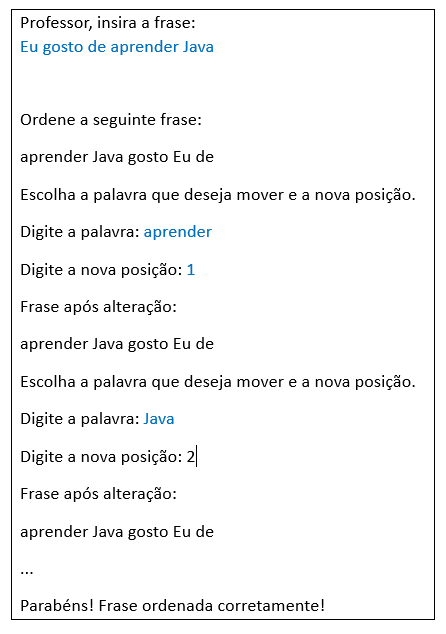 Professor, insira a frase:
Eu gosto de aprender Java
Ordene a seguinte frase:
aprender Java gosto Eu de
Escolha a palavra que deseja mover e a nova posição.
Digite a palavra: aprender
Digite a nova posição: 1
Frase após alteração:
aprender Java gosto Eu de
Escolha a palavra que deseja mover e a nova posição.
Digite a palavra: Java
Digite a nova posição: 2
Frase após alteração:
aprender Java gosto Eu de
...
Parabéns! Frase ordenada corretamente!